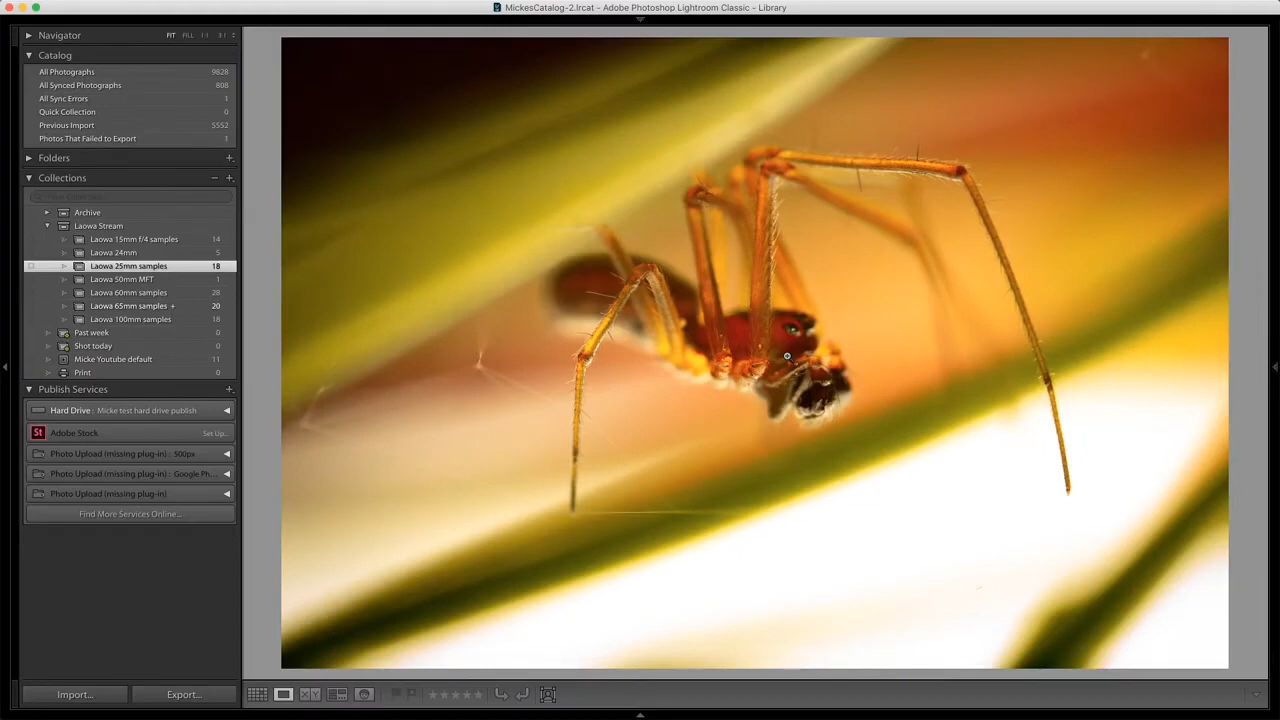 MickesCatalog-2.lrcat - Adobe Photoshop Lightroom Classic - Library
Navigator FIT FILL 1:1 3:1
Catalog
All Photographs 9828
All Synced Photographs 808
All Sync Errors 1
Quick Collection 0
Previous Import 5552
Photos That Failed to Export 1
Folders +
Collections − +
Archive
Laowa Stream
Laowa 15mm f/4 samples 14
Laowa 24mm 5
Laowa 25mm samples 18
Laowa 50mm MFT 1
Laowa 60mm samples 28
Laowa 65mm samples + 20
Laowa 100mm samples 18
Past week
Shot today
Micke Youtube default 11
Print 0
Publish Services +
Hard Drive : Micke test hard drive publish
St Adobe Stock Set Up...
Photo Upload (missing plug-in) : 500px
Photo Upload (missing plug-in) : Google Ph...
Photo Upload (missing plug-in)
Find More Services Online...
Import... Export...
XY